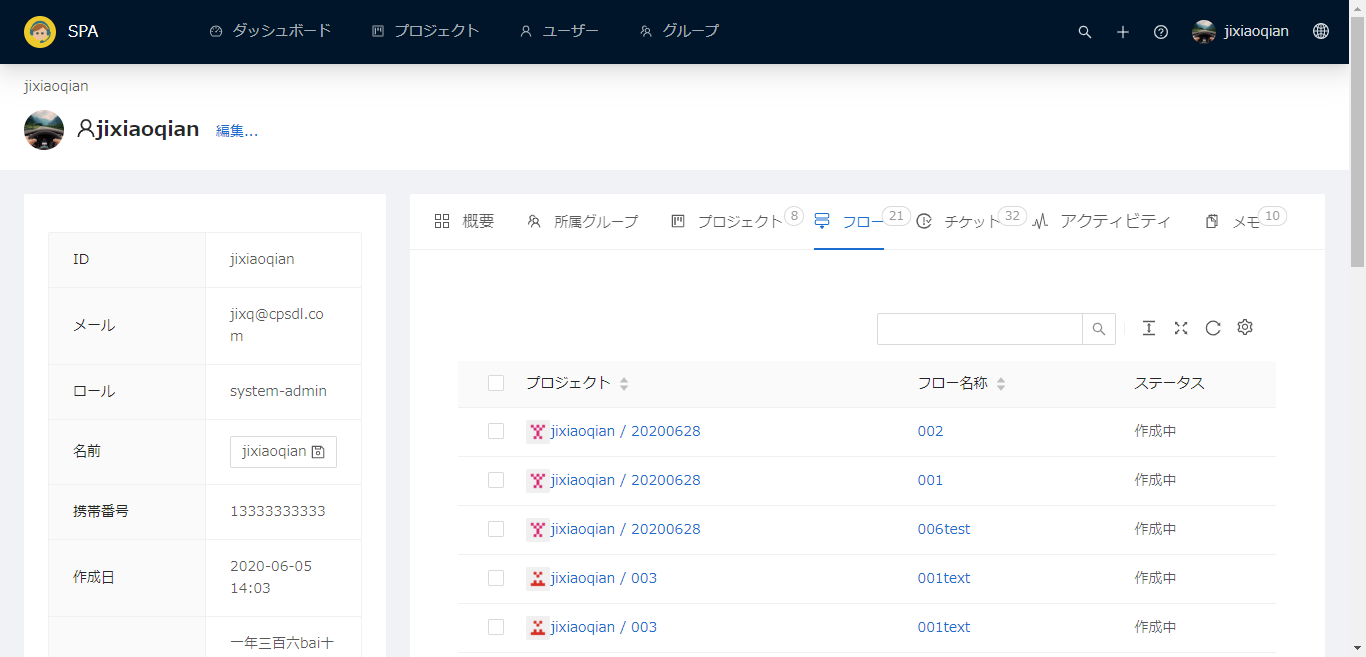 SPA ダッシュボード プロジェクト ユーザー グループ jixiaoqian
jixiaoqian
jixiaoqian 編集...
概要 所属グループ プロジェクト 8 フロー 21 チケット 32 アクティビティ メモ 10
ID jixiaoqian
メール jixq@cpsdl.co
m
ロール system-admin
名前 jixiaoqian
携帯番号 13333333333
作成日 2020-06-05
14:03
一年三百六bai十
プロジェクト フロー名称 ステータス
jixiaoqian / 20200628 002 作成中
jixiaoqian / 20200628 001 作成中
jixiaoqian / 20200628 006test 作成中
jixiaoqian / 003 001text 作成中
jixiaoqian / 003 001text 作成中